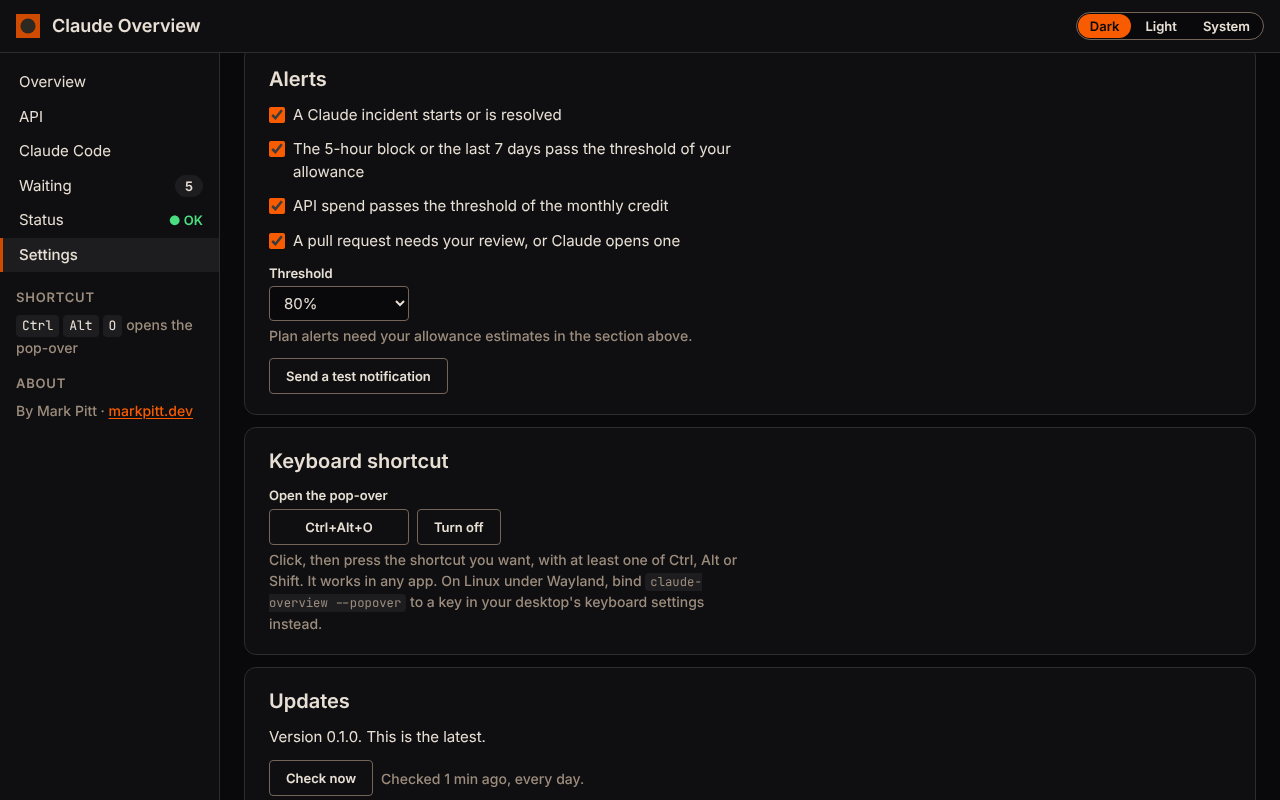 Claude Overview
Dark
Light
System
Overview
API
Claude Code
Waiting
5
Status
OK
Settings
SHORTCUT
Ctrl Alt O opens the
pop-over
ABOUT
By Mark Pitt · markpitt.dev
Alerts
A Claude incident starts or is resolved
The 5-hour block or the last 7 days pass the threshold of your
allowance
API spend passes the threshold of the monthly credit
A pull request needs your review, or Claude opens one
Threshold
80%
Plan alerts need your allowance estimates in the section above.
Send a test notification
Keyboard shortcut
Open the pop-over
Ctrl+Alt+O
Turn off
Click, then press the shortcut you want, with at least one of Ctrl, Alt or
Shift. It works in any app. On Linux under Wayland, bind claude-
overview --popover to a key in your desktop's keyboard settings
instead.
Updates
Version 0.1.0. This is the latest.
Check now
Checked 1 min ago, every day.